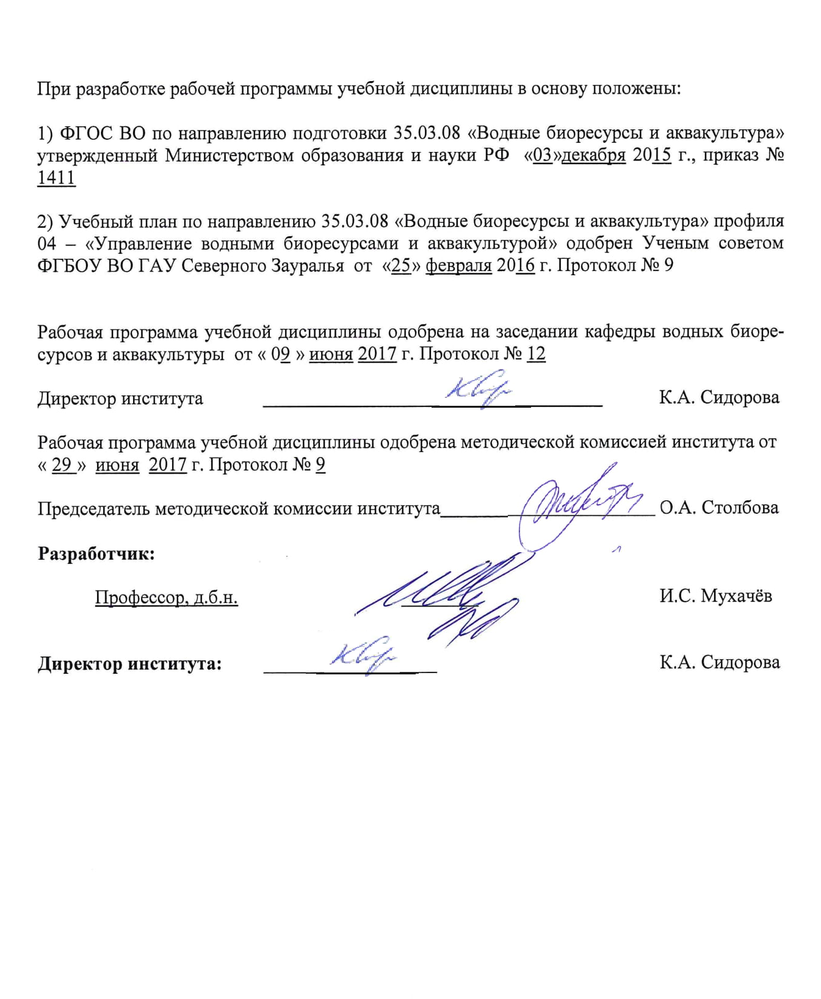 При разработке рабочей программы учебной дисциплины в основу положены:
1) ФГОС ВО по направлению подготовки 35.03.08 «Водные биоресурсы и аквакультура»
утвержденный Министерством образования и науки РФ «03»декабря 2015 г., приказ №
1411
2) Учебный план по направлению 35.03.08 «Водные биоресурсы и аквакультура» профиля
04 – «Управление водными биоресурсами и аквакультурой» одобрен Ученым советом
ФГБОУ ВО ГАУ Северного Зауралья от «25» февраля 2016 г. Протокол № 9
Рабочая программа учебной дисциплины одобрена на заседании кафедры водных биоре-
сурсов и аквакультуры от « 09 » июня 2017 г. Протокол № 12
Директор института К.А. Сидорова
Рабочая программа учебной дисциплины одобрена методической комиссией института от
« 29 » июня 2017 г. Протокол № 9
Председатель методической комиссии института О.А. Столбова
Разработчик:
Профессор, д.б.н. И.С. Мухачёв
Директор института: К.А. Сидорова